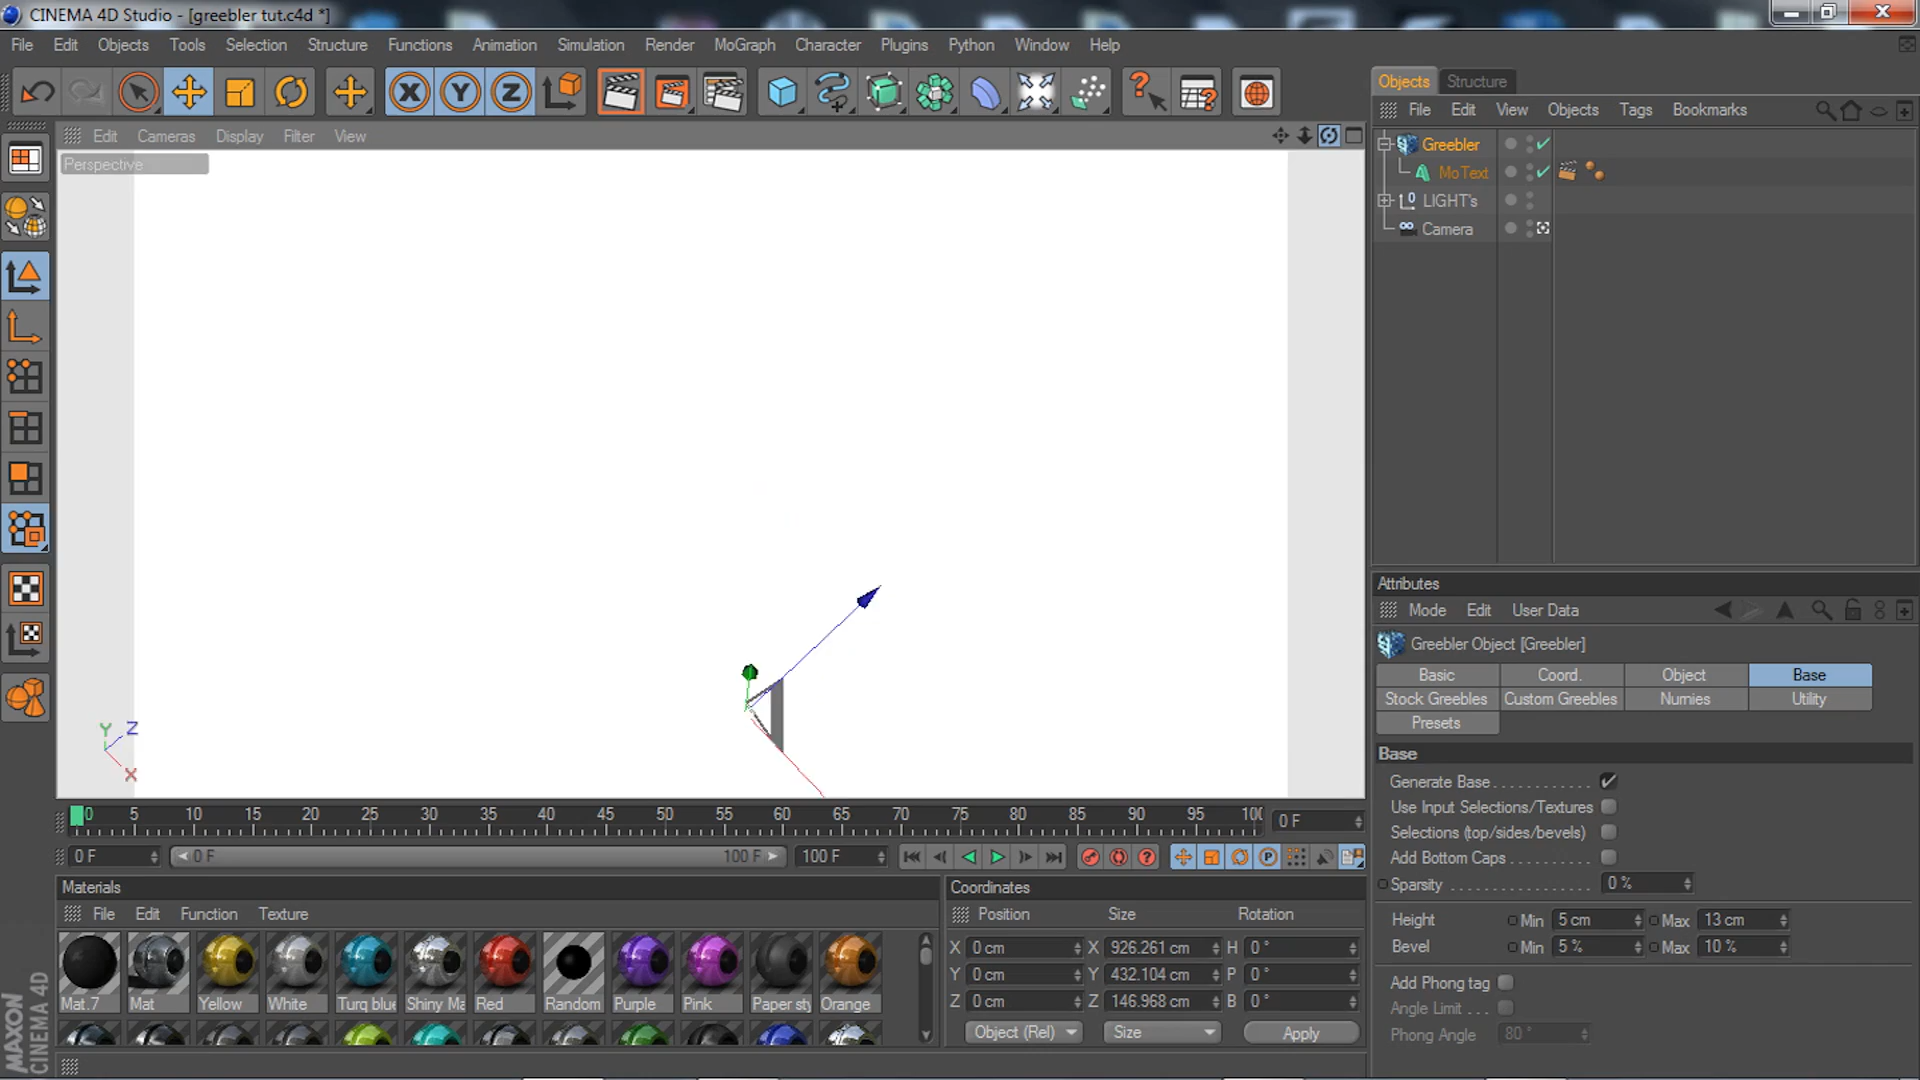 CINEMA 4D Studio - [greebler tut.c4d *]
File Edit Objects Tools Selection Structure Functions Animation Simulation Render MoGraph Character Plugins Python Window Help
X Y Z
Edit Cameras Display Filter View
Perspective
Y Z
X
0 5 10 15 20 25 30 35 40 45 50 55 60 65 70 75 80 85 90 95 100 0 F
0 F 0 F 100 F 100 F
Materials
File Edit Function Texture
Mat.7 Mat Yellow White Turq blue Shiny Ma Red Random Purple Pink Paper sty Orange
MAXON
CINEMA 4D
Coordinates
Position Size Rotation
X 0 cm X 926.261 cm H 0 °
Y 0 cm Y 432.104 cm P 0 °
Z 0 cm Z 146.968 cm B 0 °
Object (Rel) Size Apply
Objects Structure
File Edit View Objects Tags Bookmarks
Greebler
MoText
LIGHT's
Camera
Attributes
Mode Edit User Data
Greebler Object [Greebler]
Basic Coord. Object Base
Stock Greebles Custom Greebles Numies Utility
Presets
Base
Generate Base
Use Input Selections/Textures
Selections (top/sides/bevels)
Add Bottom Caps
Sparsity 0 %
Height Min 5 cm Max 13 cm
Bevel Min 5 % Max 10 %
Add Phong tag
Angle Limit
Phong Angle 80 °